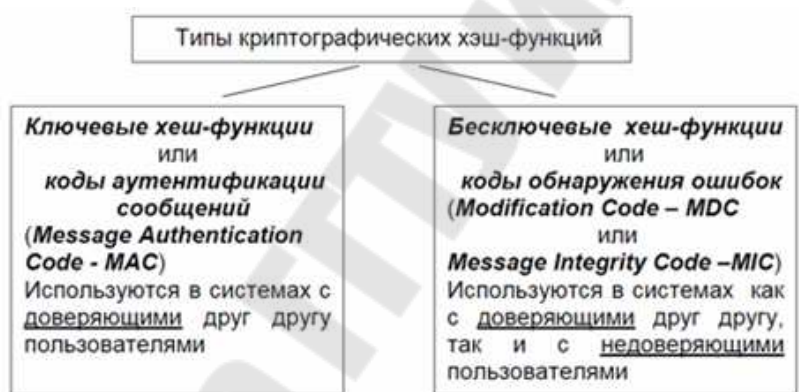 Типы криптографических хэш-функций
Ключевые хеш-функции
или
коды аутентификации
сообщений
(Message Authentication
Code - MAC)
Используются в системах с
доверяющими друг другу
пользователями
Бесключевые хеш-функции
или
коды обнаружения ошибок
(Modification Code – MDC
или
Message Integrity Code –MIC)
Используются в системах как
с доверяющими друг другу,
так и с недоверяющими
пользователями